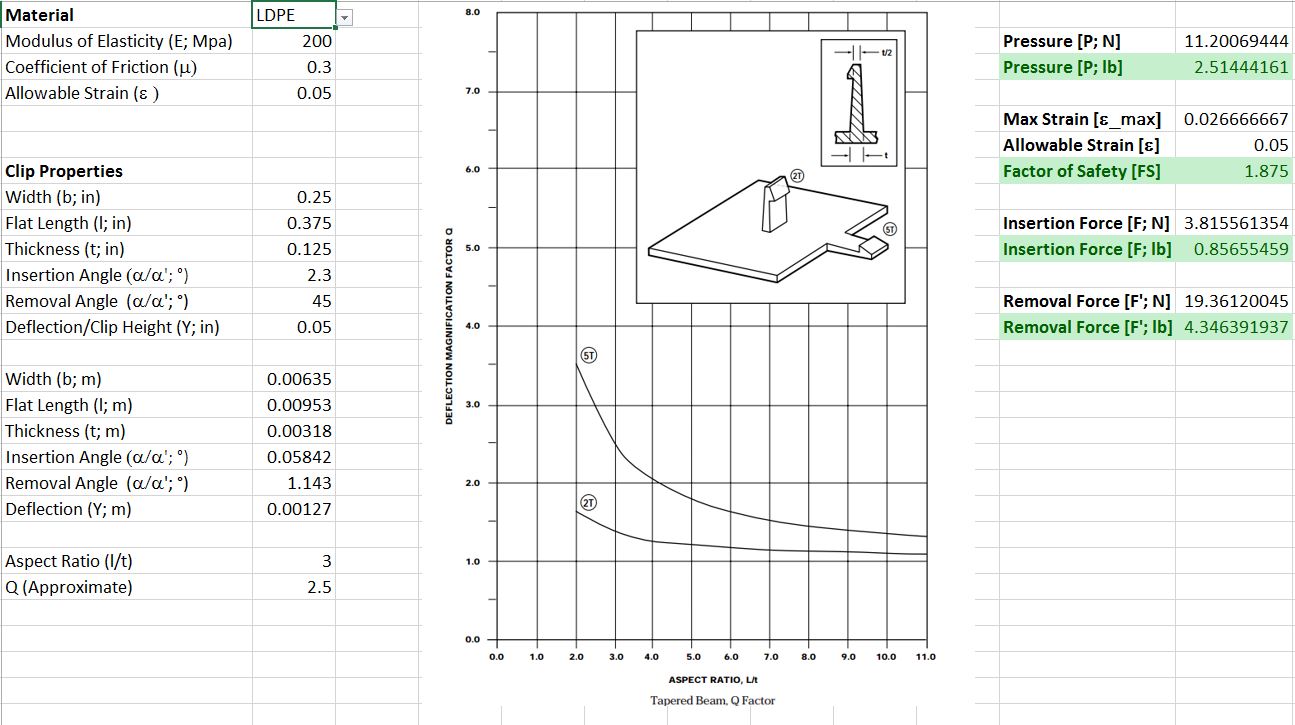 Material LDPE
Modulus of Elasticity (E; Mpa) 200
Coefficient of Friction (μ) 0.3
Allowable Strain (ε ) 0.05
Clip Properties
Width (b; in) 0.25
Flat Length (l; in) 0.375
Thickness (t; in) 0.125
Insertion Angle (α/α'; °) 2.3
Removal Angle (α/α'; °) 45
Deflection/Clip Height (Y; in) 0.05
Width (b; m) 0.00635
Flat Length (l; m) 0.00953
Thickness (t; m) 0.00318
Insertion Angle (α/α'; °) 0.05842
Removal Angle (α/α'; °) 1.143
Deflection (Y; m) 0.00127
Aspect Ratio (l/t) 3
Q (Approximate) 2.5
DEFLECTION MAGNIFICATION FACTOR Q
8.0
7.0
6.0
5.0
4.0
3.0
2.0
1.0
0.0
t/2
t
2T
5T
5T
2T
0.0 1.0 2.0 3.0 4.0 5.0 6.0 7.0 8.0 9.0 10.0 11.0
ASPECT RATIO, L/t
Tapered Beam, Q Factor
Pressure [P; N] 11.20069444
Pressure [P; lb] 2.51444161
Max Strain [ε_max] 0.026666667
Allowable Strain [ε] 0.05
Factor of Safety [FS] 1.875
Insertion Force [F; N] 3.815561354
Insertion Force [F; lb] 0.85655459
Removal Force [F'; N] 19.36120045
Removal Force [F'; lb] 4.346391937